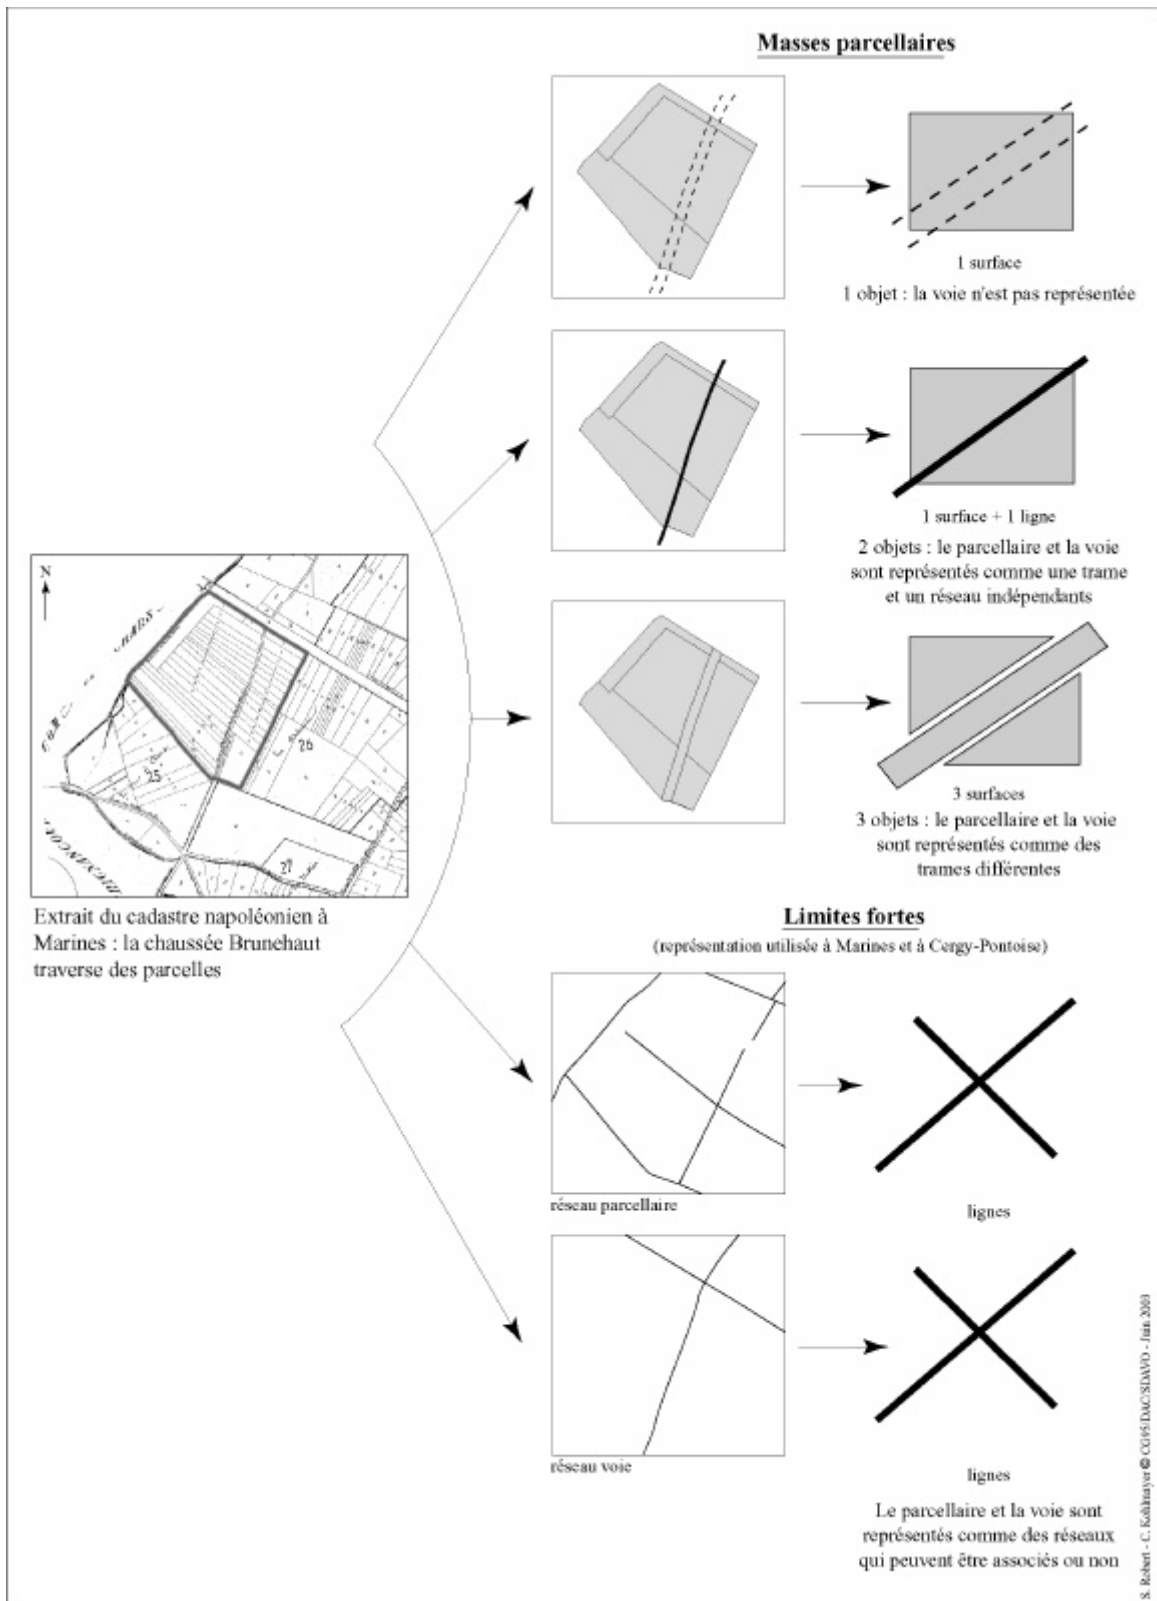 Masses parcellaires
1 surface
1 objet : la voie n'est pas représentée
1 surface + 1 ligne
2 objets : le parcellaire et la voie
sont représentés comme une trame
et un réseau indépendants
N
CHARS
25
26
27
3 surfaces
3 objets : le parcellaire et la voie
sont représentés comme des
trames différentes
Extrait du cadastre napoléonien à
Marines : la chaussée Brunehaut
traverse des parcelles
Limites fortes
(représentation utilisée à Marines et à Cergy-Pontoise)
réseau parcellaire
lignes
réseau voie
lignes
Le parcellaire et la voie sont
représentés comme des réseaux
qui peuvent être associés ou non
S. Robert - C. Kohlmayer © CG95/DAC/SDAVO - Juin 2003